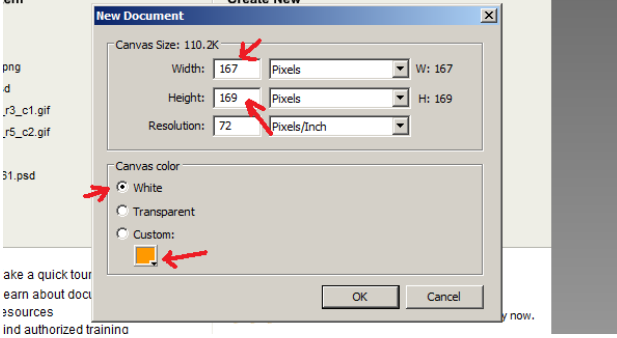 Create New
New Document
Canvas Size: 110.2K
Width: 167 Pixels W: 167
png
Height: 169 Pixels H: 169
_r3_c1.gif
Resolution: 72 Pixels/Inch
_r5_c2.gif
Canvas color
White
Transparent
Custom:
ake a quick tour
earn about docu
OK Cancel
esources
y now.
ind authorized training